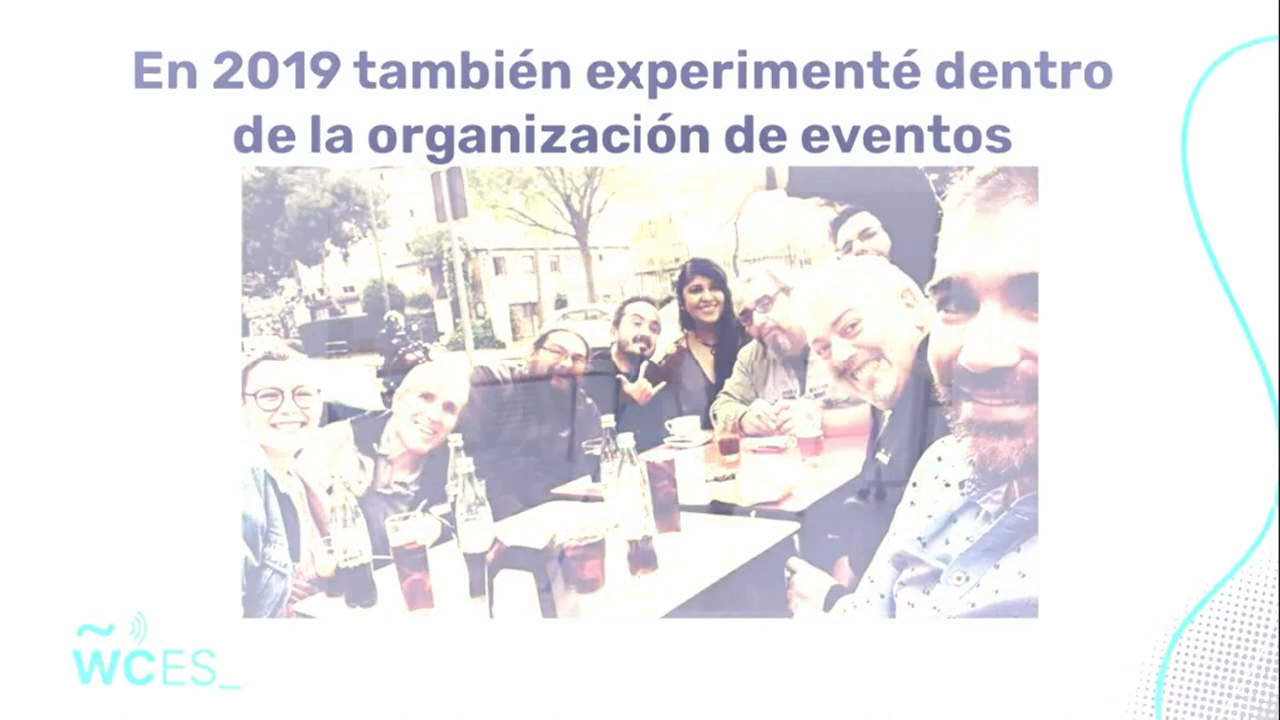 En 2019 también experimenté dentro
de la organización de eventos
WCES_